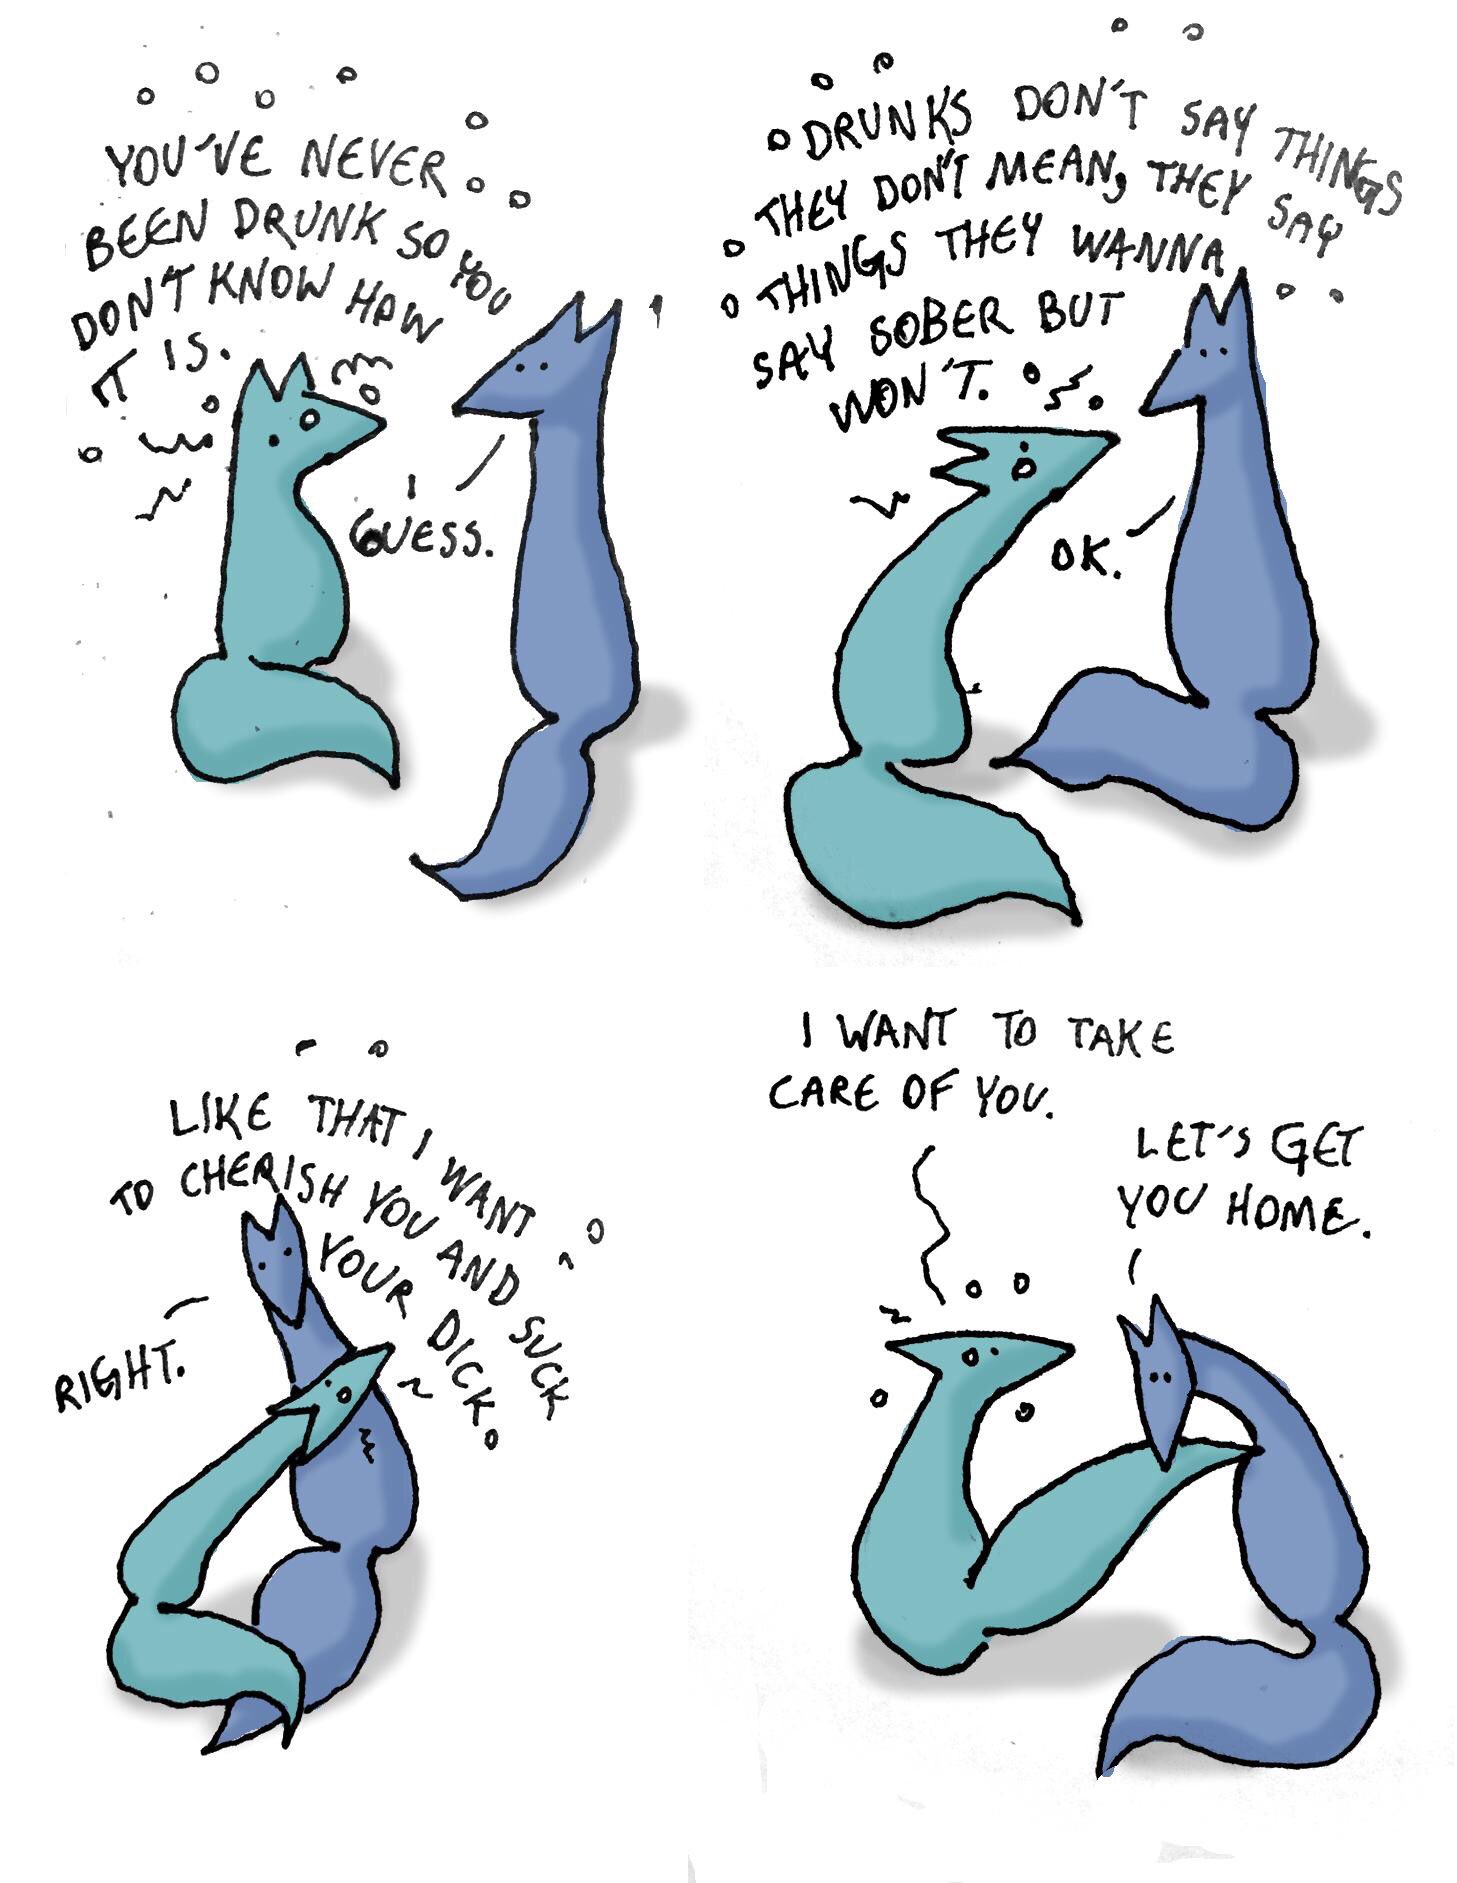 YOU'VE NEVER
BEEN DRUNK SO YOU
DON'T KNOW HOW
IT IS.
I
GUESS.
DRUNKS DON'T SAY THINGS
THEY DON'T MEAN, THEY SAY
THINGS THEY WANNA
SAY SOBER BUT
WON'T.
OK.
LIKE THAT I WANT
TO CHERISH YOU AND SUCK
YOUR DICK.
RIGHT.
I WANT TO TAKE
CARE OF YOU.
LET'S GET
YOU HOME.